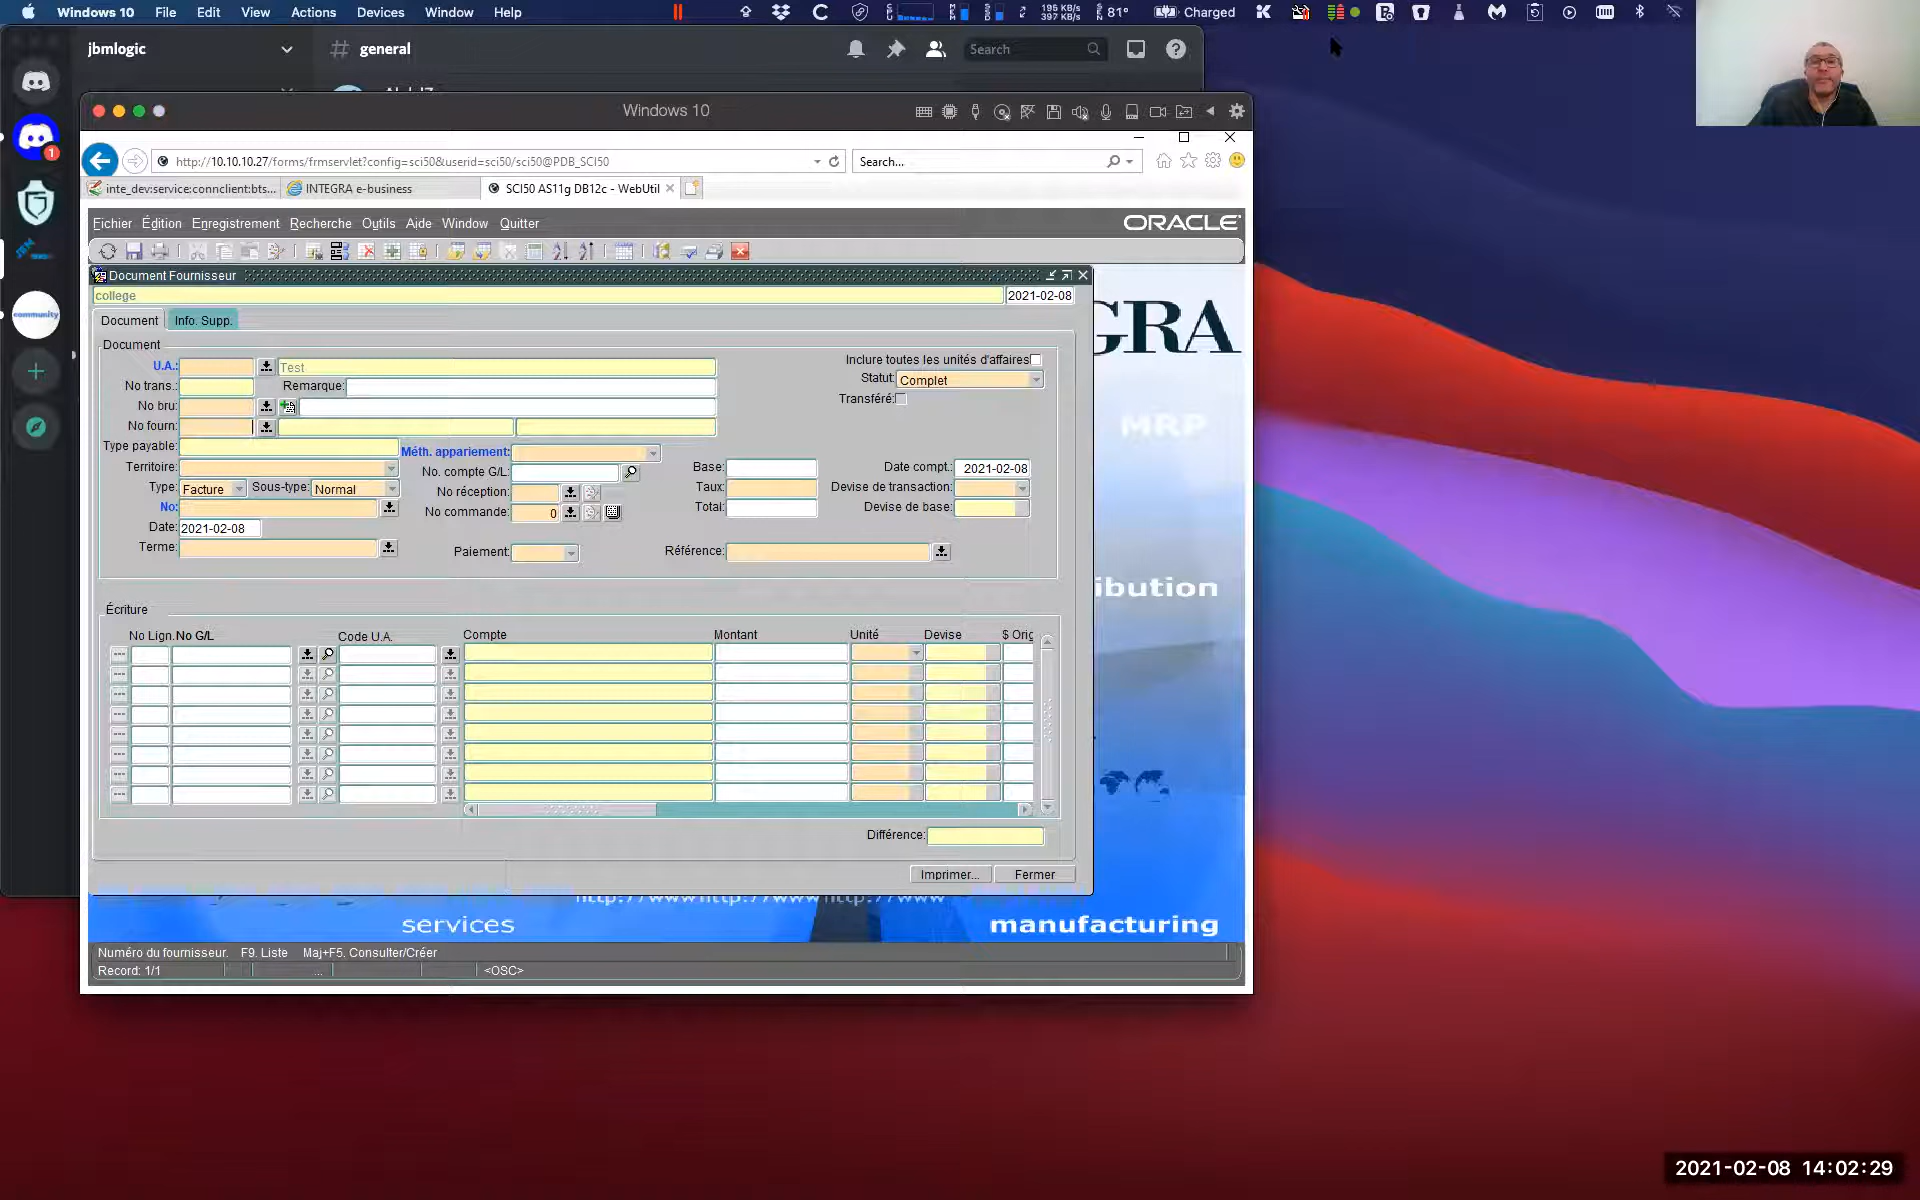 Windows 10 File Edit View Actions Devices Window Help
195 KB/s
397 KB/s
81° Charged
jbmlogic
# general
Search
Windows 10
1
http://10.10.10.27/forms/frmservlet?config=sci50&userid=sci50/sci50@PDB_SCI50
Search...
inte_dev:service:connclient:bts...
INTEGRA e-business
SCI50 AS11g DB12c - WebUtil
Fichier Édition Enregistrement Recherche Outils Aide Window Quitter
ORACLE
Document Fournisseur
college
2021-02-08
Document Info. Supp.
GRA
Document
U.A.: Test
Inclure toutes les unités d'affaires
No trans.: Remarque:
Statut: Complet
No bru:
Transféré:
No fourn:
MRP
Type payable:
Méth. appariement:
Territoire:
No. compte G/L:
Base:
Date compt.: 2021-02-08
Type: Facture Sous-type: Normal
No réception:
Taux:
Devise de transaction:
No:
No commande: 0
Total:
Devise de base:
Date: 2021-02-08
Terme:
Paiement:
Référence:
ibution
Écriture
No Lign. No G/L Code U.A. Compte Montant Unité Devise $ Orig
community
Différence:
Imprimer... Fermer
http://www http://www http://www
services
manufacturing
Numéro du fournisseur. F9. Liste Maj+F5. Consulter/Créer
Record: 1/1 ... <OSC>
2021-02-08 14:02:29